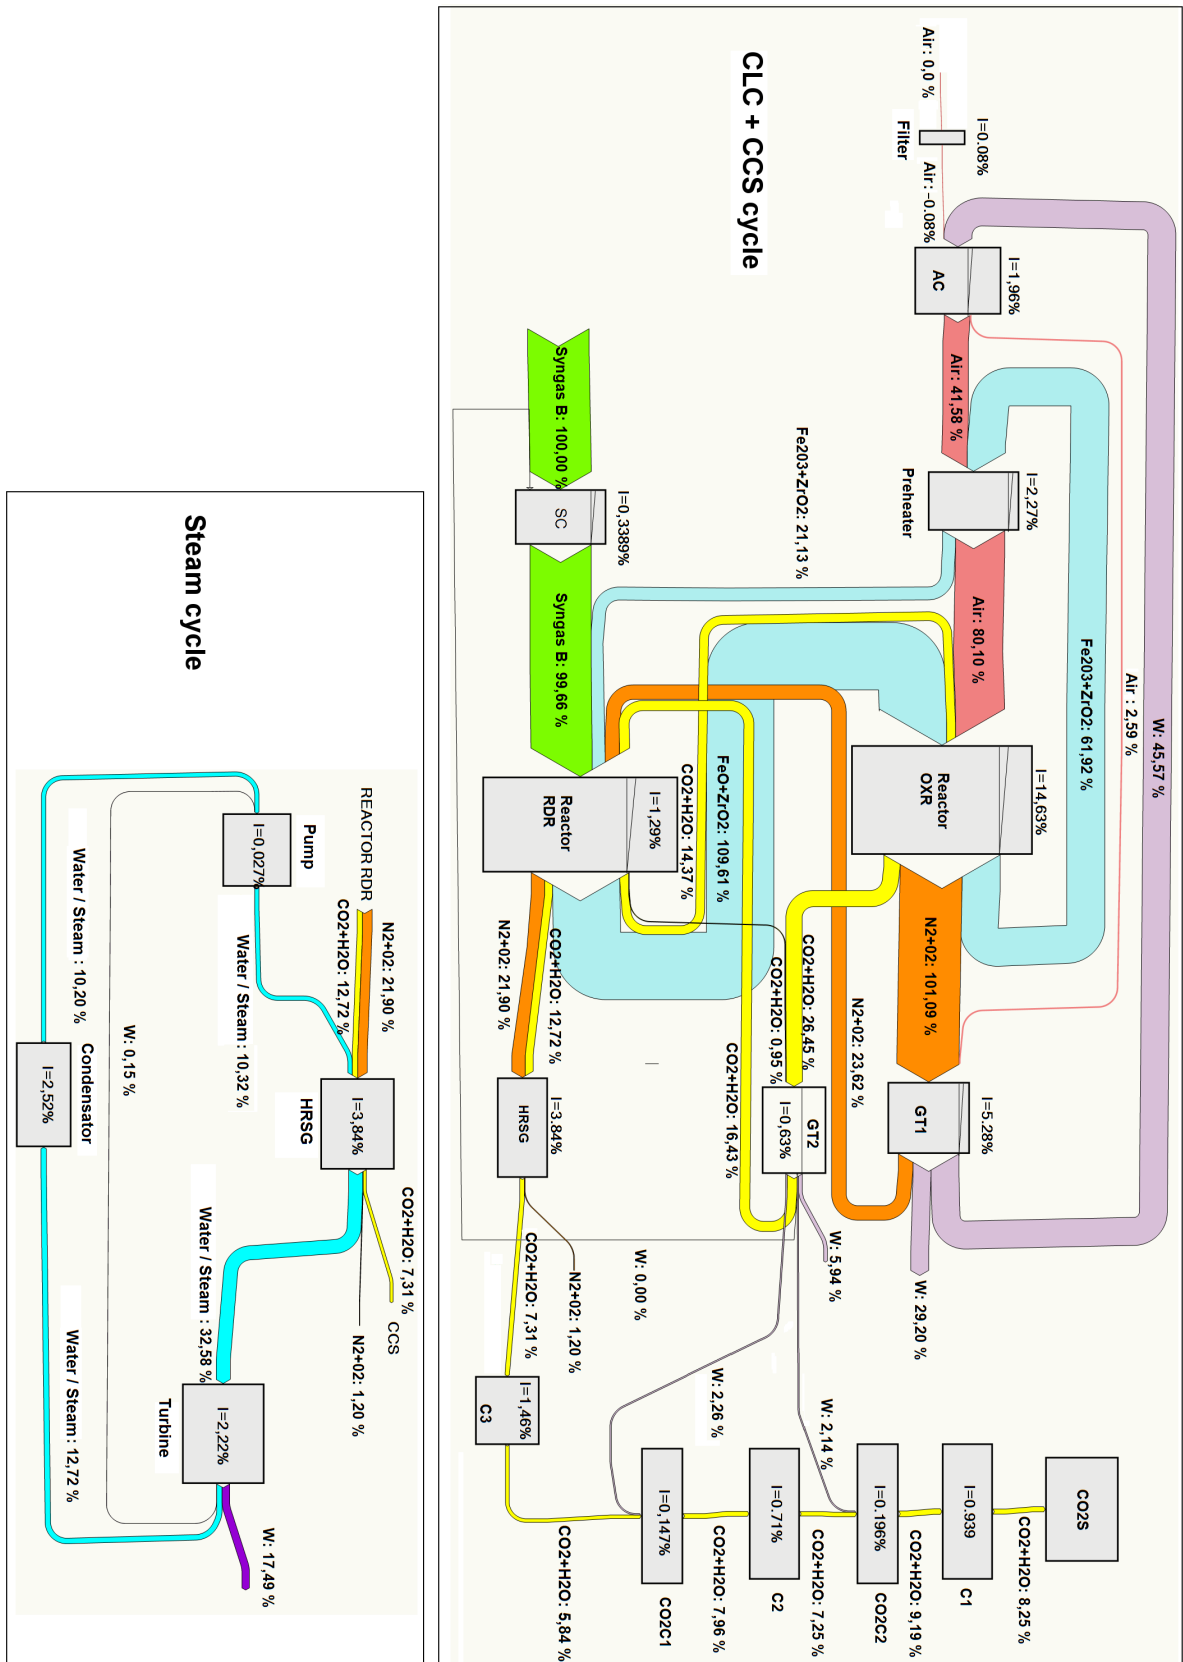 CLC + CCS cycle
W: 45,57 %
Air : 2,59 %
Fe203+ZrO2: 61,92 %
CO2S
I=1,96%
I=0.08%
I=2,27%
I=14,63%
I=5.28%
Air: 0,0 %
Filter
Air: -0.08%
AC
Air: 41,58 %
Preheater
Air: 80,10 %
Reactor
OXR
N2+02: 101,09 %
GT1
W: 29,20 %
I=0.939
C1
CO2+H2O: 8,25 %
CO2+H2O: 9,19 %
I=0.196%
CO2C2
N2+02: 23,62 %
CO2+H2O: 26,45 %
CO2+H2O: 0,95 %
GT2
I=0,63%
W: 5,94 %
W: 2,14 %
CO2+H2O: 7,25 %
I=0.71%
C2
Fe203+ZrO2: 21,13 %
FeO+ZrO2: 109,61 %
CO2+H2O: 14,37 %
CO2+H2O: 16,43 %
W: 2,26 %
CO2+H2O: 7,96 %
I=0,147%
CO2C1
W: 0,00 %
I=0,3389%
I=1,29%
Syngas B: 100,00 %
SC
Syngas B: 99,66 %
Reactor
RDR
CO2+H2O: 12,72 %
N2+02: 21,90 %
I=3.84%
HRSG
N2+02: 1,20 %
CO2+H2O: 7,31 %
I=1,46%
C3
CO2+H2O: 5,84 %
Steam cycle
REACTOR RDR
N2+02: 21,90 %
CO2+H2O: 12,72 %
CO2+H2O: 7,31 %
CCS
N2+02: 1,20 %
I=3,84%
HRSG
Pump
I=0,027%
Water / Steam: 10,32 %
Water / Steam : 32,58 %
I=2,22%
Turbine
W: 17,49 %
W: 0,15 %
Water / Steam : 10,20 %
Condensator
I=2,52%
Water / Steam: 12,72 %